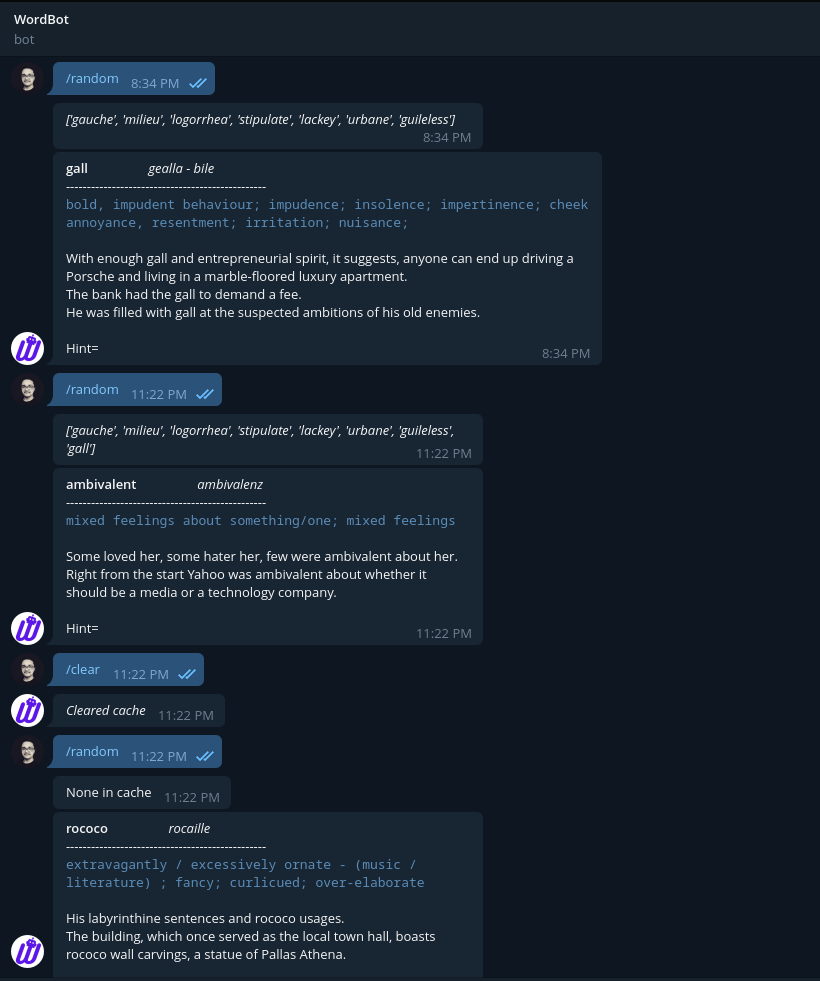 WordBot
bot
/random 8:34 PM
['gauche', 'milieu', 'logorrhea', 'stipulate', 'lackey', 'urbane', 'guileless']
8:34 PM
gall gealla - bile
------------------------------------------------
bold, impudent behaviour; impudence; insolence; impertinence; cheek
annoyance, resentment; irritation; nuisance;
With enough gall and entrepreneurial spirit, it suggests, anyone can end up driving a
Porsche and living in a marble-floored luxury apartment.
The bank had the gall to demand a fee.
He was filled with gall at the suspected ambitions of his old enemies.
Hint=
8:34 PM
/random 11:22 PM
['gauche', 'milieu', 'logorrhea', 'stipulate', 'lackey', 'urbane', 'guileless',
'gall'] 11:22 PM
ambivalent ambivalenz
------------------------------------------------
mixed feelings about something/one; mixed feelings
Some loved her, some hater her, few were ambivalent about her.
Right from the start Yahoo was ambivalent about whether it
should be a media or a technology company.
Hint=
11:22 PM
/clear 11:22 PM
Cleared cache 11:22 PM
/random 11:22 PM
None in cache 11:22 PM
rococo rocaille
------------------------------------------------
extravagantly / excessively ornate - (music /
literature) ; fancy; curlicued; over-elaborate
His labyrinthine sentences and rococo usages.
The building, which once served as the local town hall, boasts
rococo wall carvings, a statue of Pallas Athena.